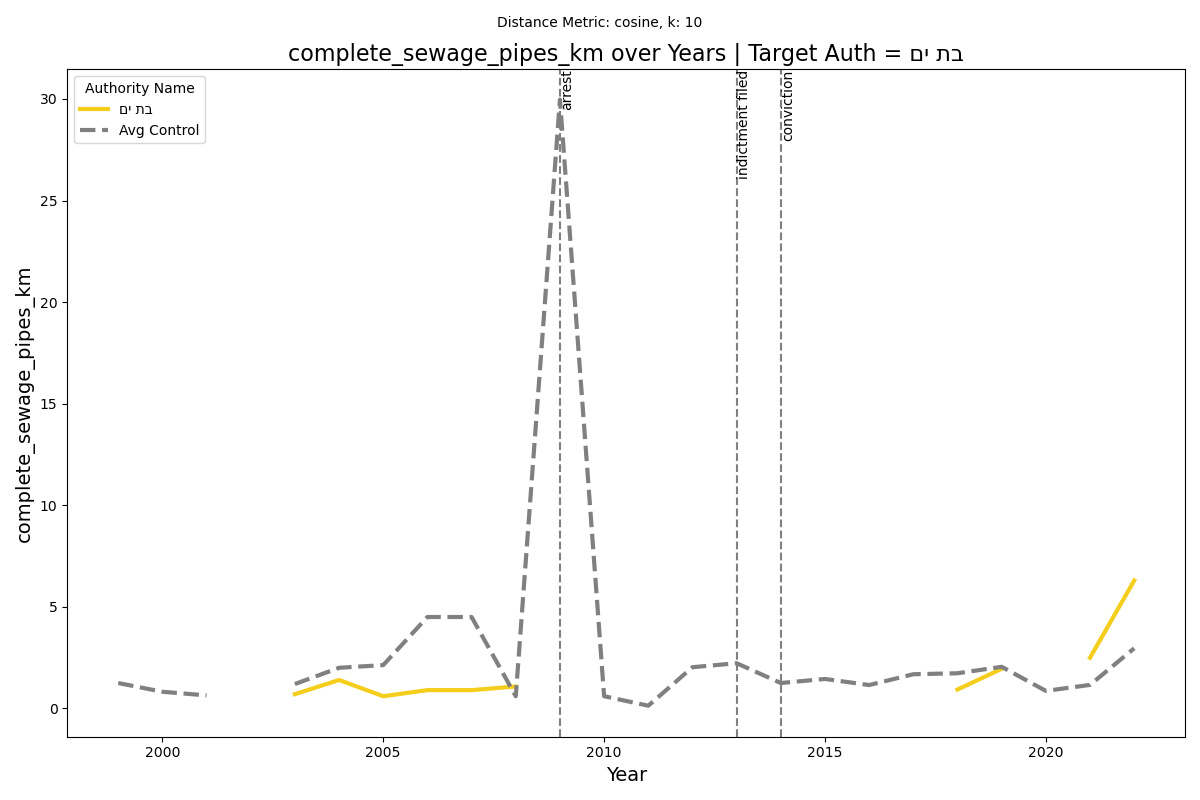 Distance Metric: cosine, k: 10
complete_sewage_pipes_km over Years | Target Auth = בת ים
Authority Name
בת ים
Avg Control
arrest
indictment filed
conviction
complete_sewage_pipes_km
30
25
20
15
10
5
0
2000 2005 2010 2015 2020
Year